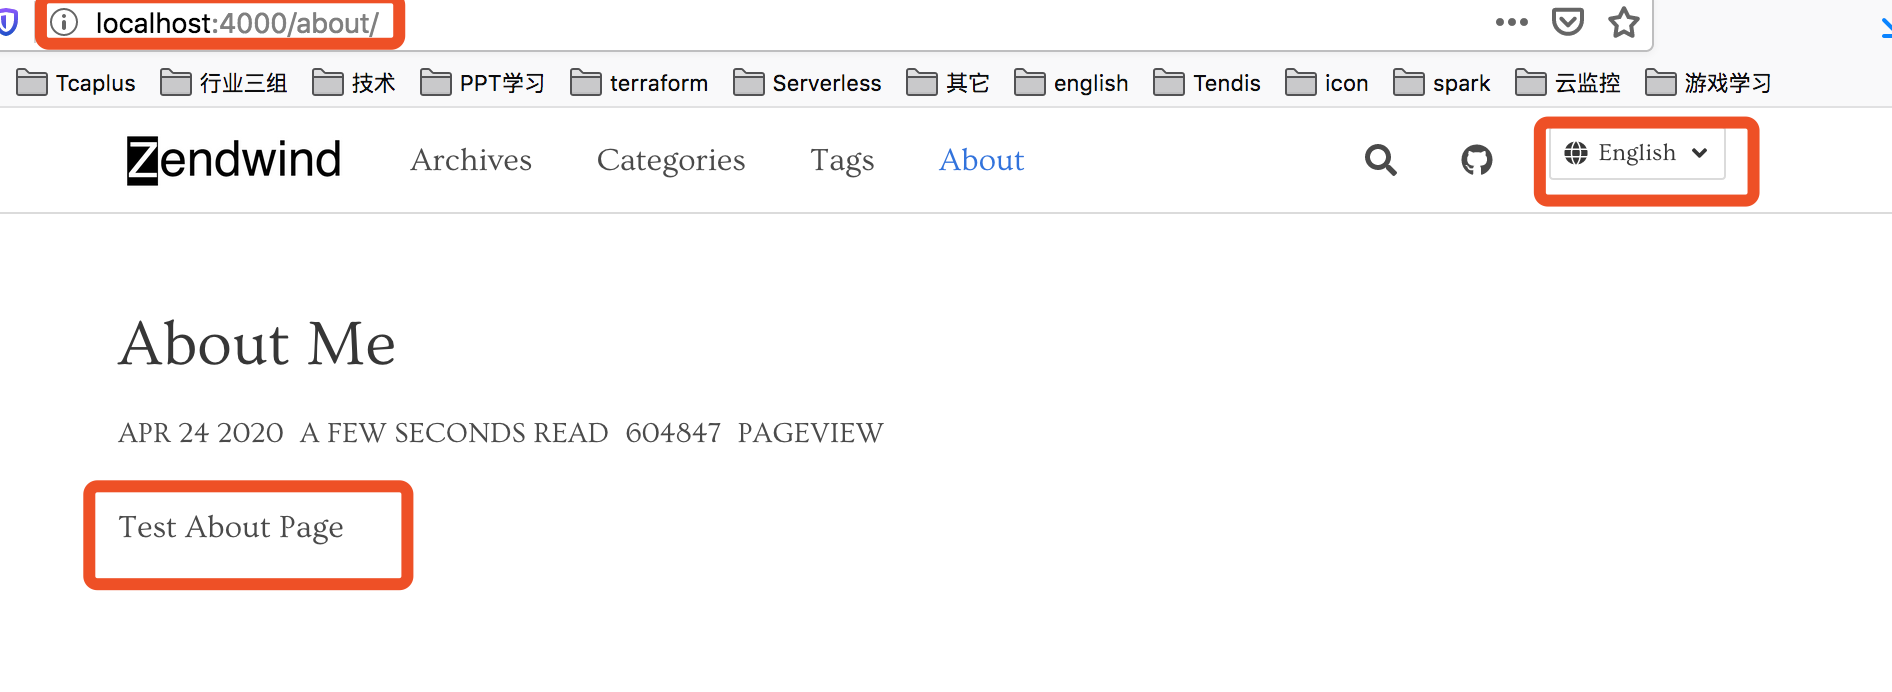 localhost:4000/about/
Tcaplus 行业三组 技术 PPT学习 terraform Serverless 其它 english Tendis icon spark 云监控 游戏学习
Zendwind Archives Categories Tags About English
About Me
APR 24 2020 A FEW SECONDS READ 604847 PAGEVIEW
Test About Page